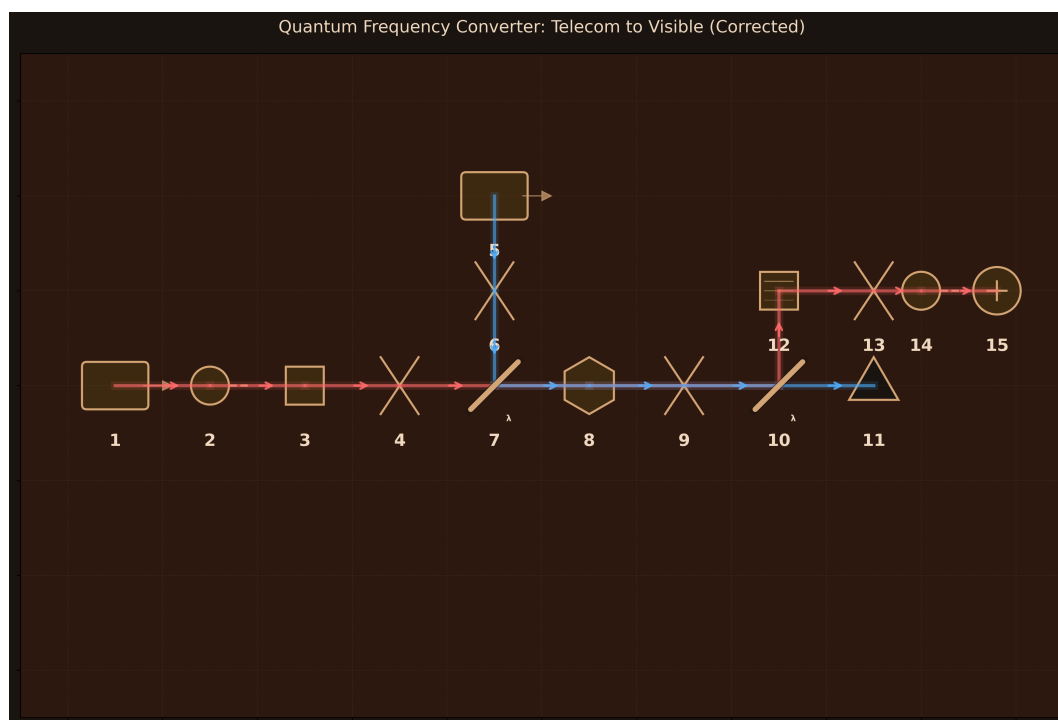 Quantum Frequency Converter: Telecom to Visible (Corrected)
5
6
12 13 14 15
λ λ
1 2 3 4 7 8 9 10 11